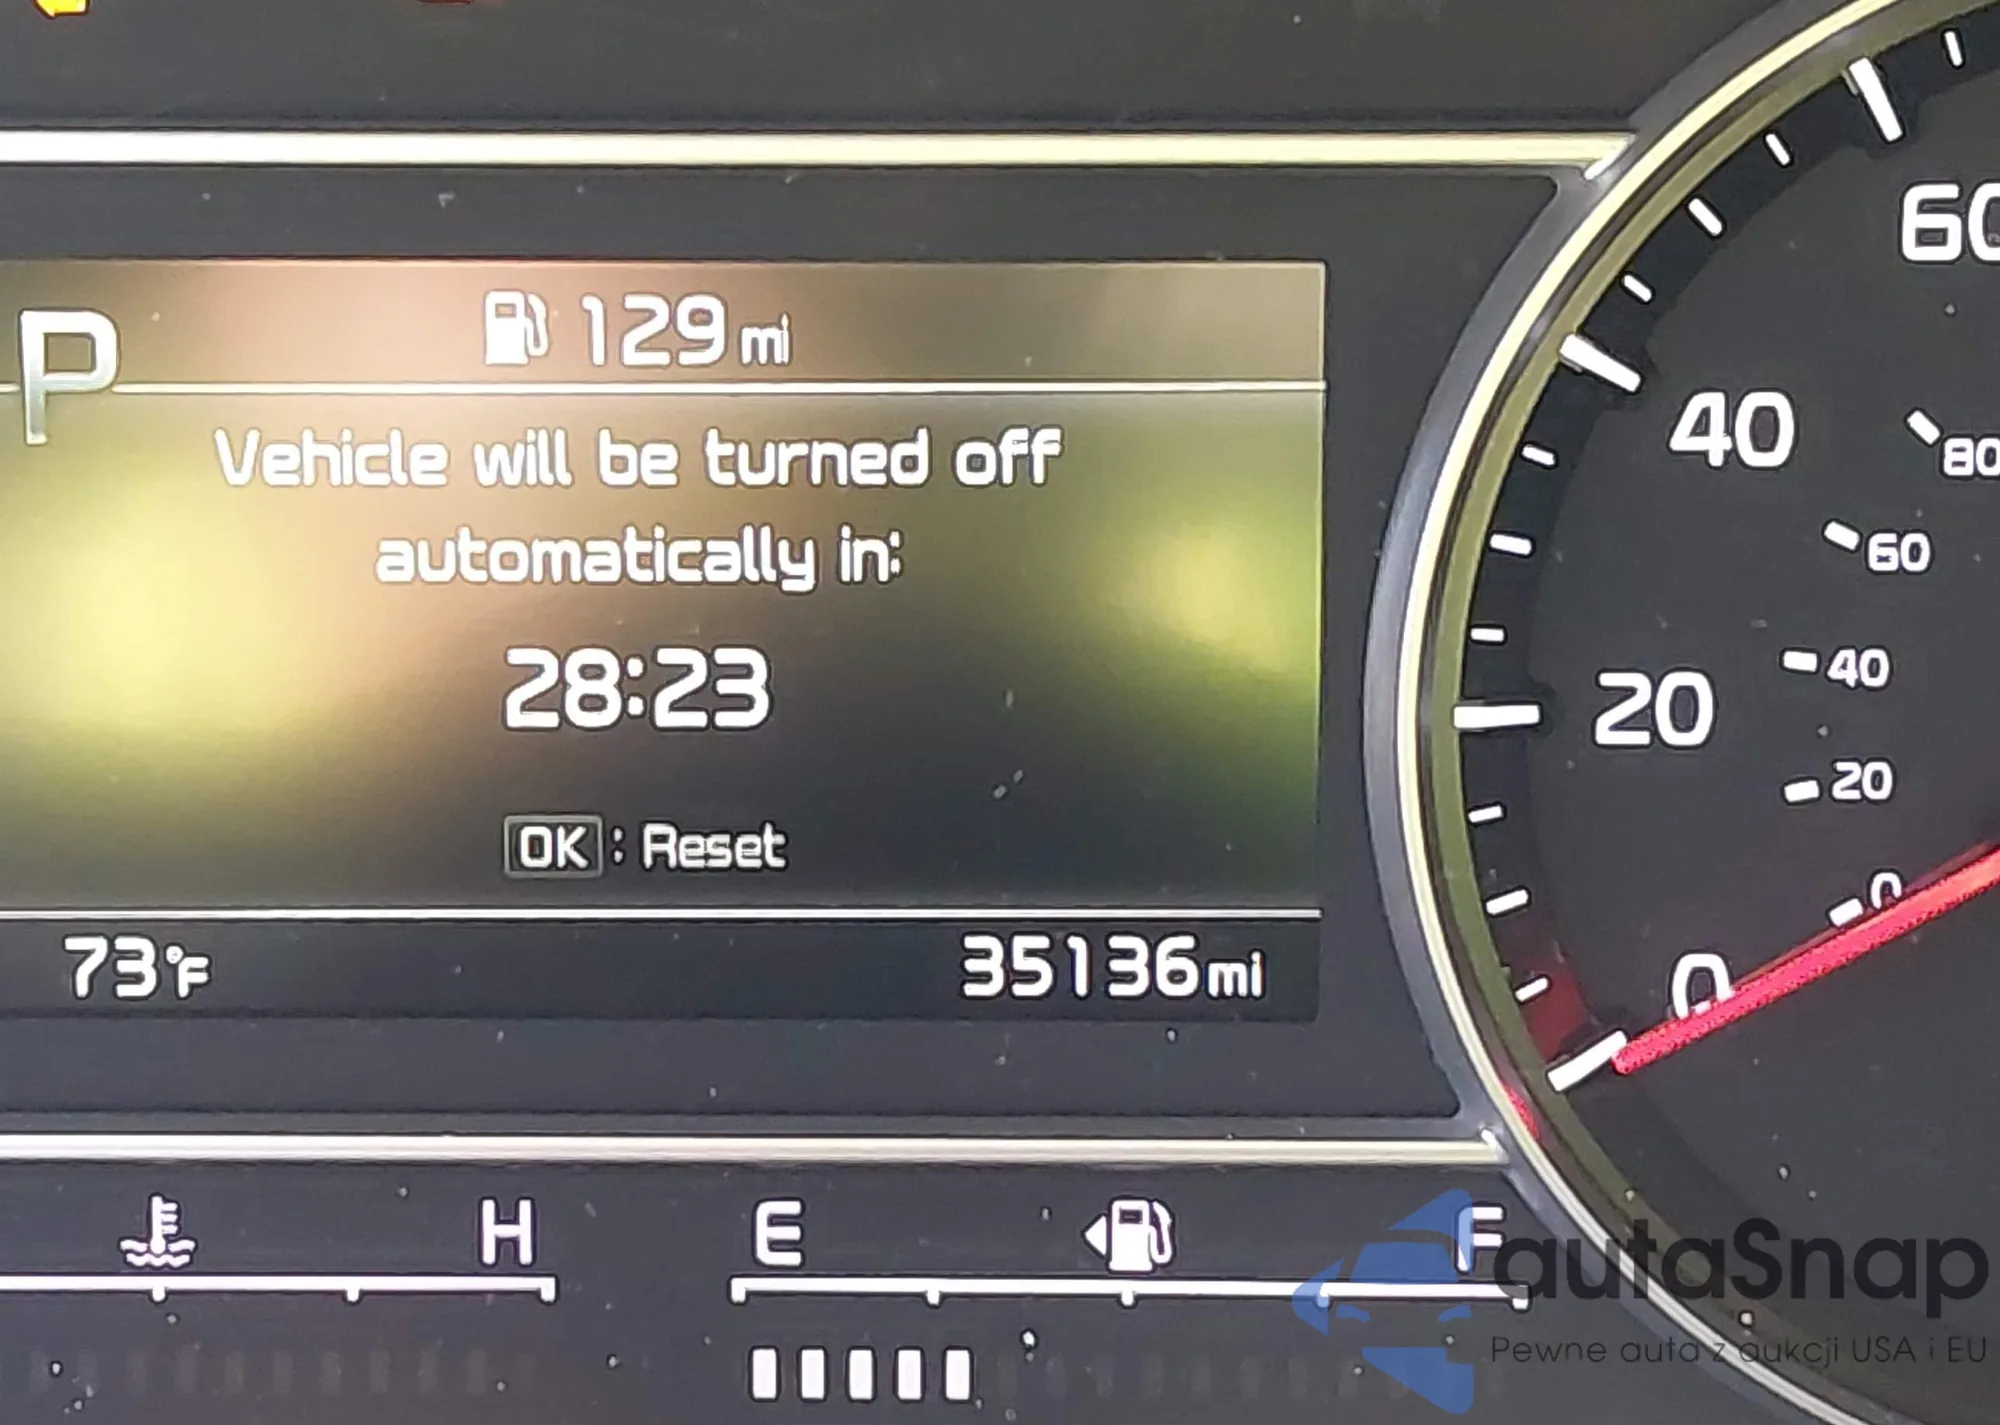 P
129 mi
Vehicle will be turned off
automatically in:
28:23
OK : Reset
73°F
35136 mi
H
E
F
60
40
20
0
80
60
40
20
0
autaSnap
Pewne auta z aukcji USA i EU